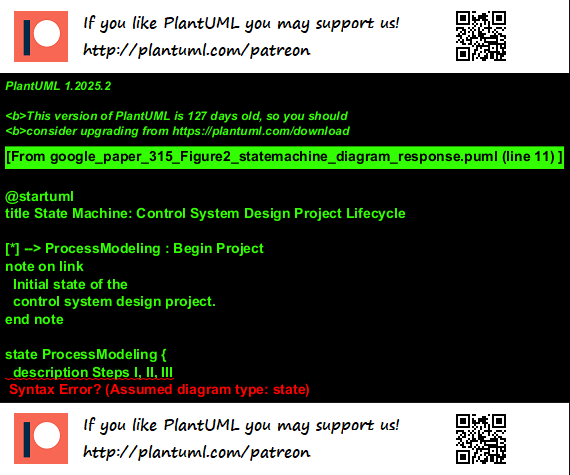 If you like PlantUML you may support us!
http://plantuml.com/patreon
PlantUML 1.2025.2
<b>This version of PlantUML is 127 days old, so you should
<b>consider upgrading from https://plantuml.com/download
[From google_paper_315_Figure2_statemachine_diagram_response.puml (line 11) ]
@startuml
title State Machine: Control System Design Project Lifecycle
[*] --> ProcessModeling : Begin Project
note on link
  Initial state of the
  control system design project.
end note
state ProcessModeling {
  description Steps I, II, III
Syntax Error? (Assumed diagram type: state)
If you like PlantUML you may support us!
http://plantuml.com/patreon